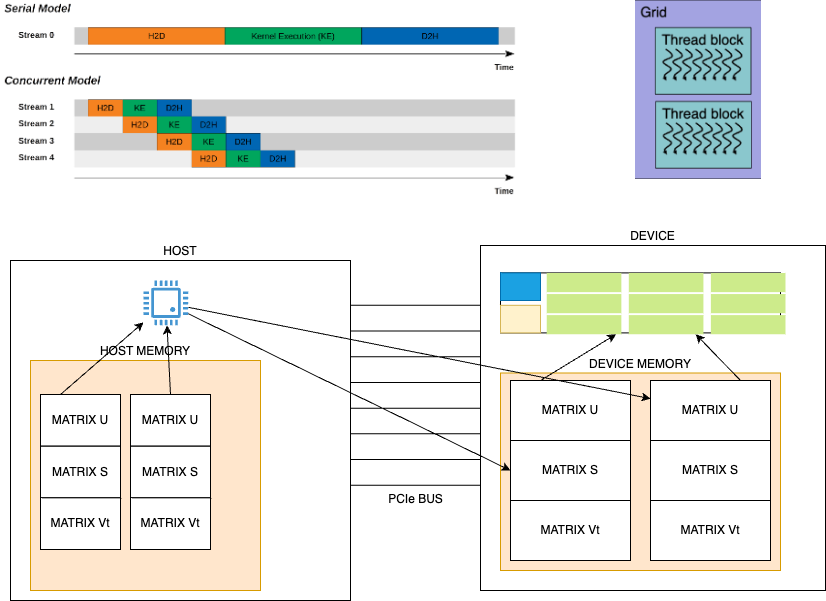 Serial Model
Stream 0
H2D
Kernel Execution (KE)
D2H
Time
Concurrent Model
Stream 1
H2D
KE
D2H
Stream 2
H2D
KE
D2H
Stream 3
H2D
KE
D2H
Stream 4
H2D
KE
D2H
Time
Grid
Thread block
Thread block
HOST
HOST MEMORY
MATRIX U
MATRIX U
MATRIX S
MATRIX S
MATRIX Vt
MATRIX Vt
PCIe BUS
DEVICE
DEVICE MEMORY
MATRIX U
MATRIX U
MATRIX S
MATRIX S
MATRIX Vt
MATRIX Vt